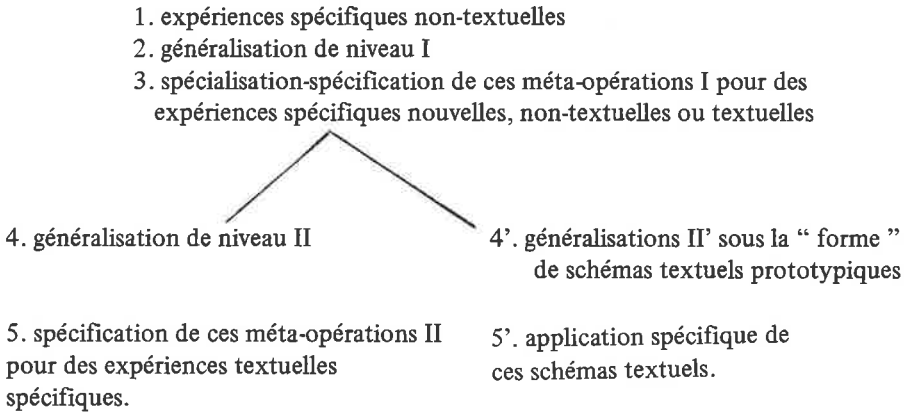 1. expériences spécifiques non-textuelles
2. généralisation de niveau I
3. spécialisation-spécification de ces méta-opérations I pour des
expériences spécifiques nouvelles, non-textuelles ou textuelles
4. généralisation de niveau II
4’. généralisations II’ sous la “ forme ”
de schémas textuels prototypiques
5. spécification de ces méta-opérations II
pour des expériences textuelles
spécifiques.
5’. application spécifique de
ces schémas textuels.